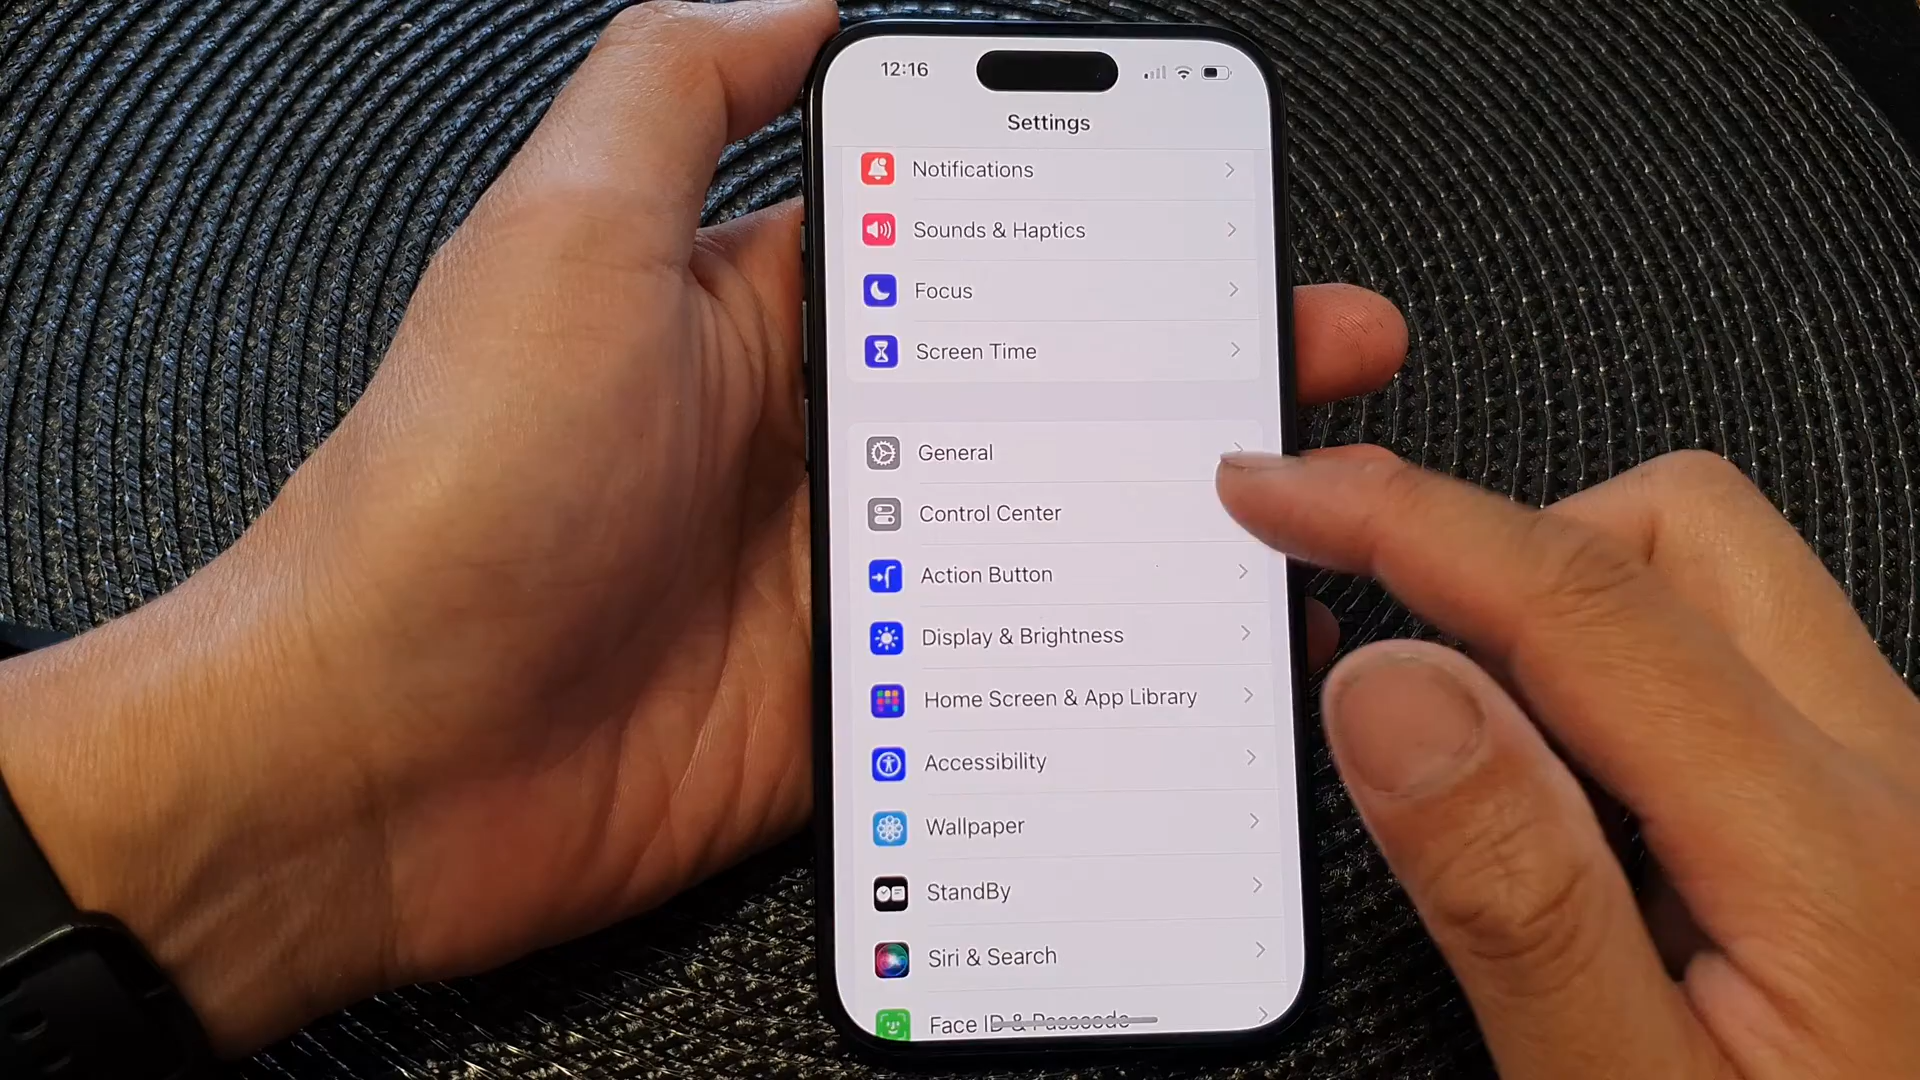 12:16
Settings
Notifications
Sounds & Haptics
Focus
Screen Time
General
Control Center
Action Button
Display & Brightness
Home Screen & App Library
Accessibility
Wallpaper
StandBy
Siri & Search
Face ID & Passcode